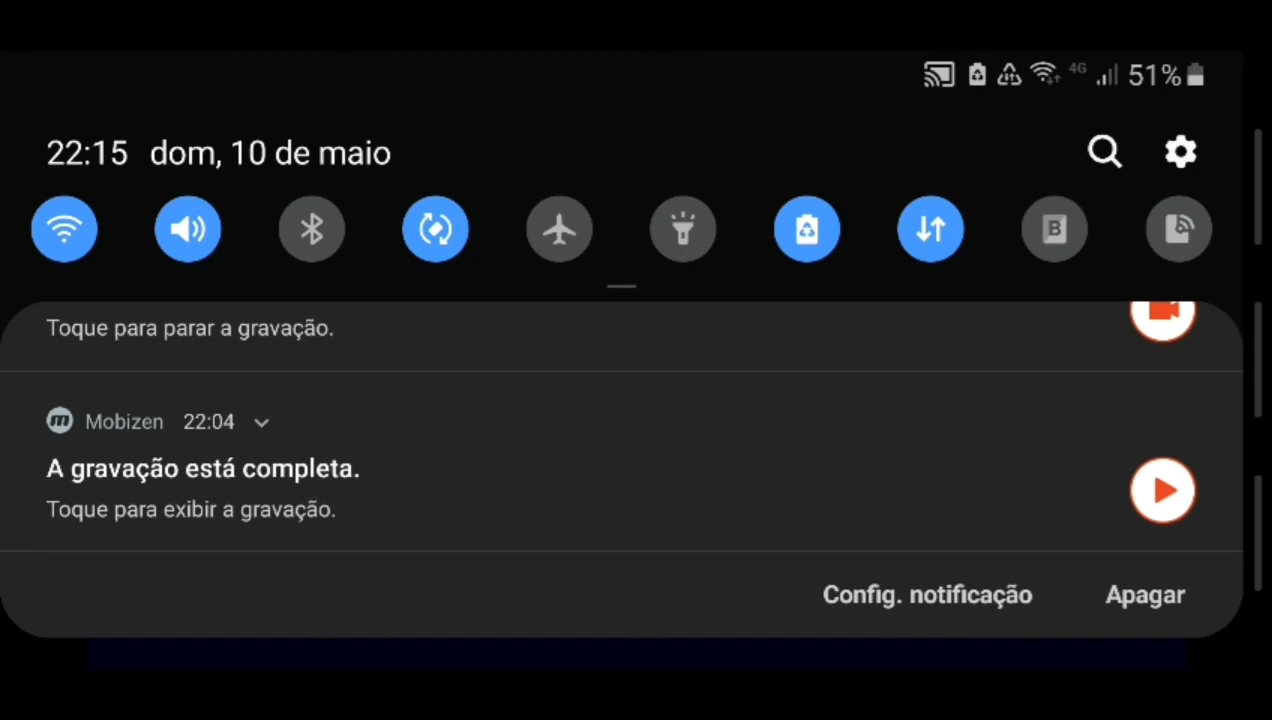 4G 51%
22:15 dom, 10 de maio
B
Toque para parar a gravação.
m Mobizen 22:04
A gravação está completa.
Toque para exibir a gravação.
Config. notificação Apagar